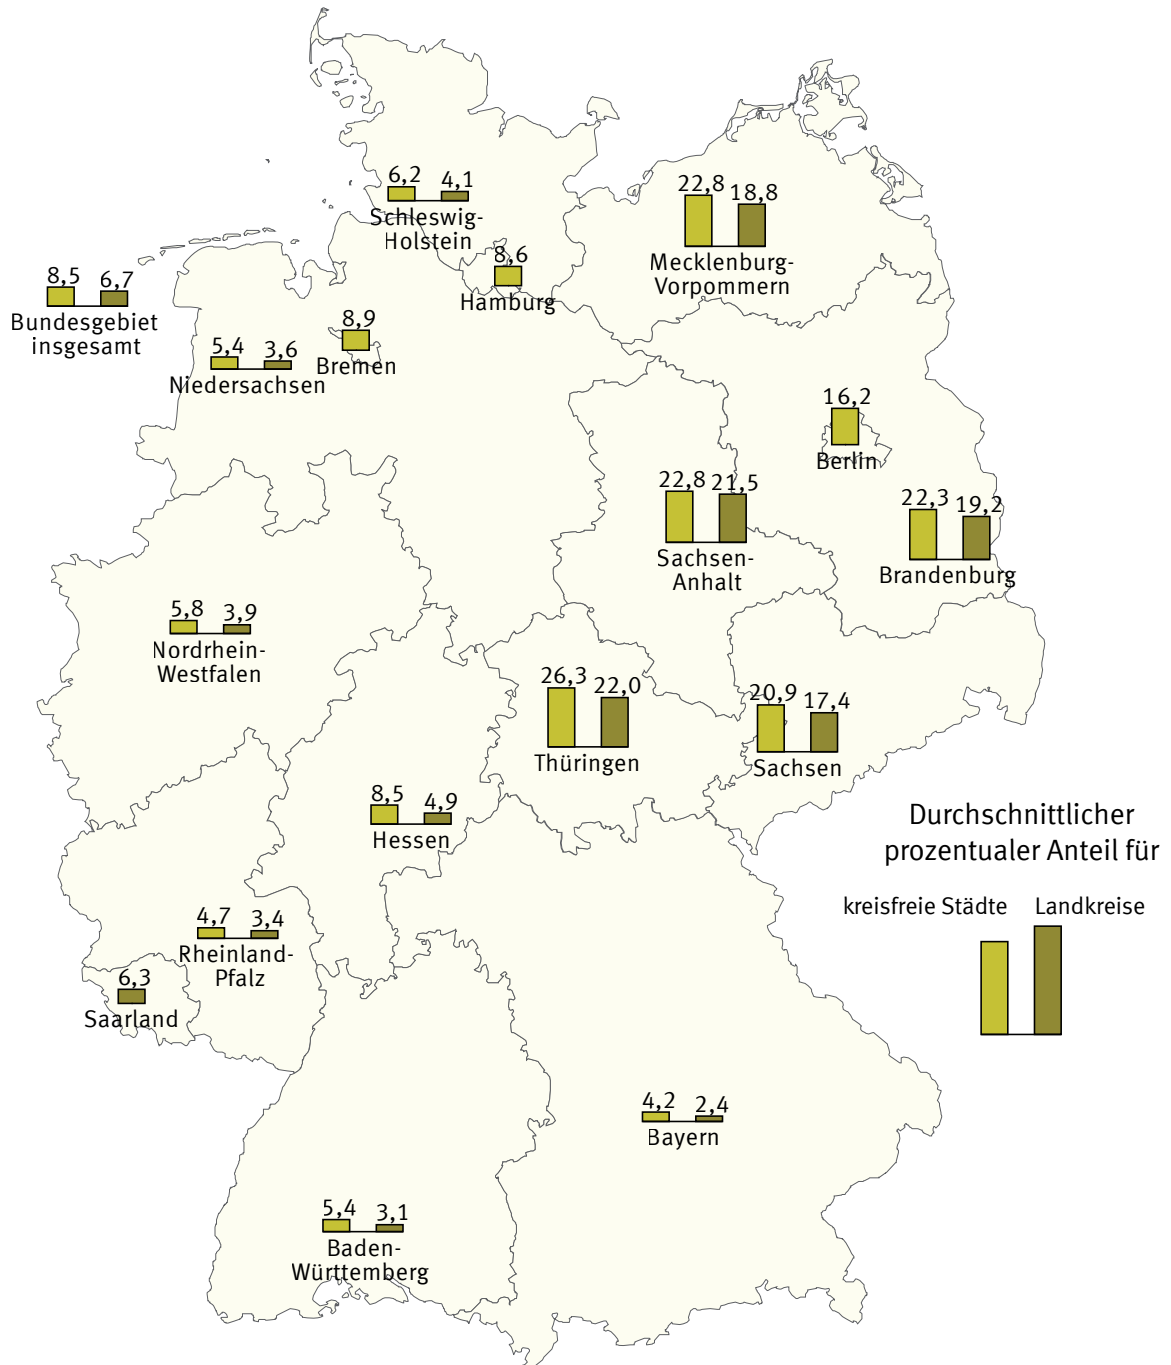 6,2 4,1
Schleswig-
Holstein
22,8 18,8
Mecklenburg-
Vorpommern
8,6
Hamburg
8,5 6,7
Bundesgebiet
insgesamt
8,9
Bremen
5,4 3,6
Niedersachsen
16,2
Berlin
22,8 21,5
Sachsen-
Anhalt
22,3 19,2
Brandenburg
5,8 3,9
Nordrhein-
Westfalen
26,3 22,0
Thüringen
20,9 17,4
Sachsen
8,5 4,9
Hessen
Durchschnittlicher
prozentualer Anteil für
kreisfreie Städte Landkreise
4,7 3,4
Rheinland-
Pfalz
6,3
Saarland
4,2 2,4
Bayern
5,4 3,1
Baden-
Württemberg